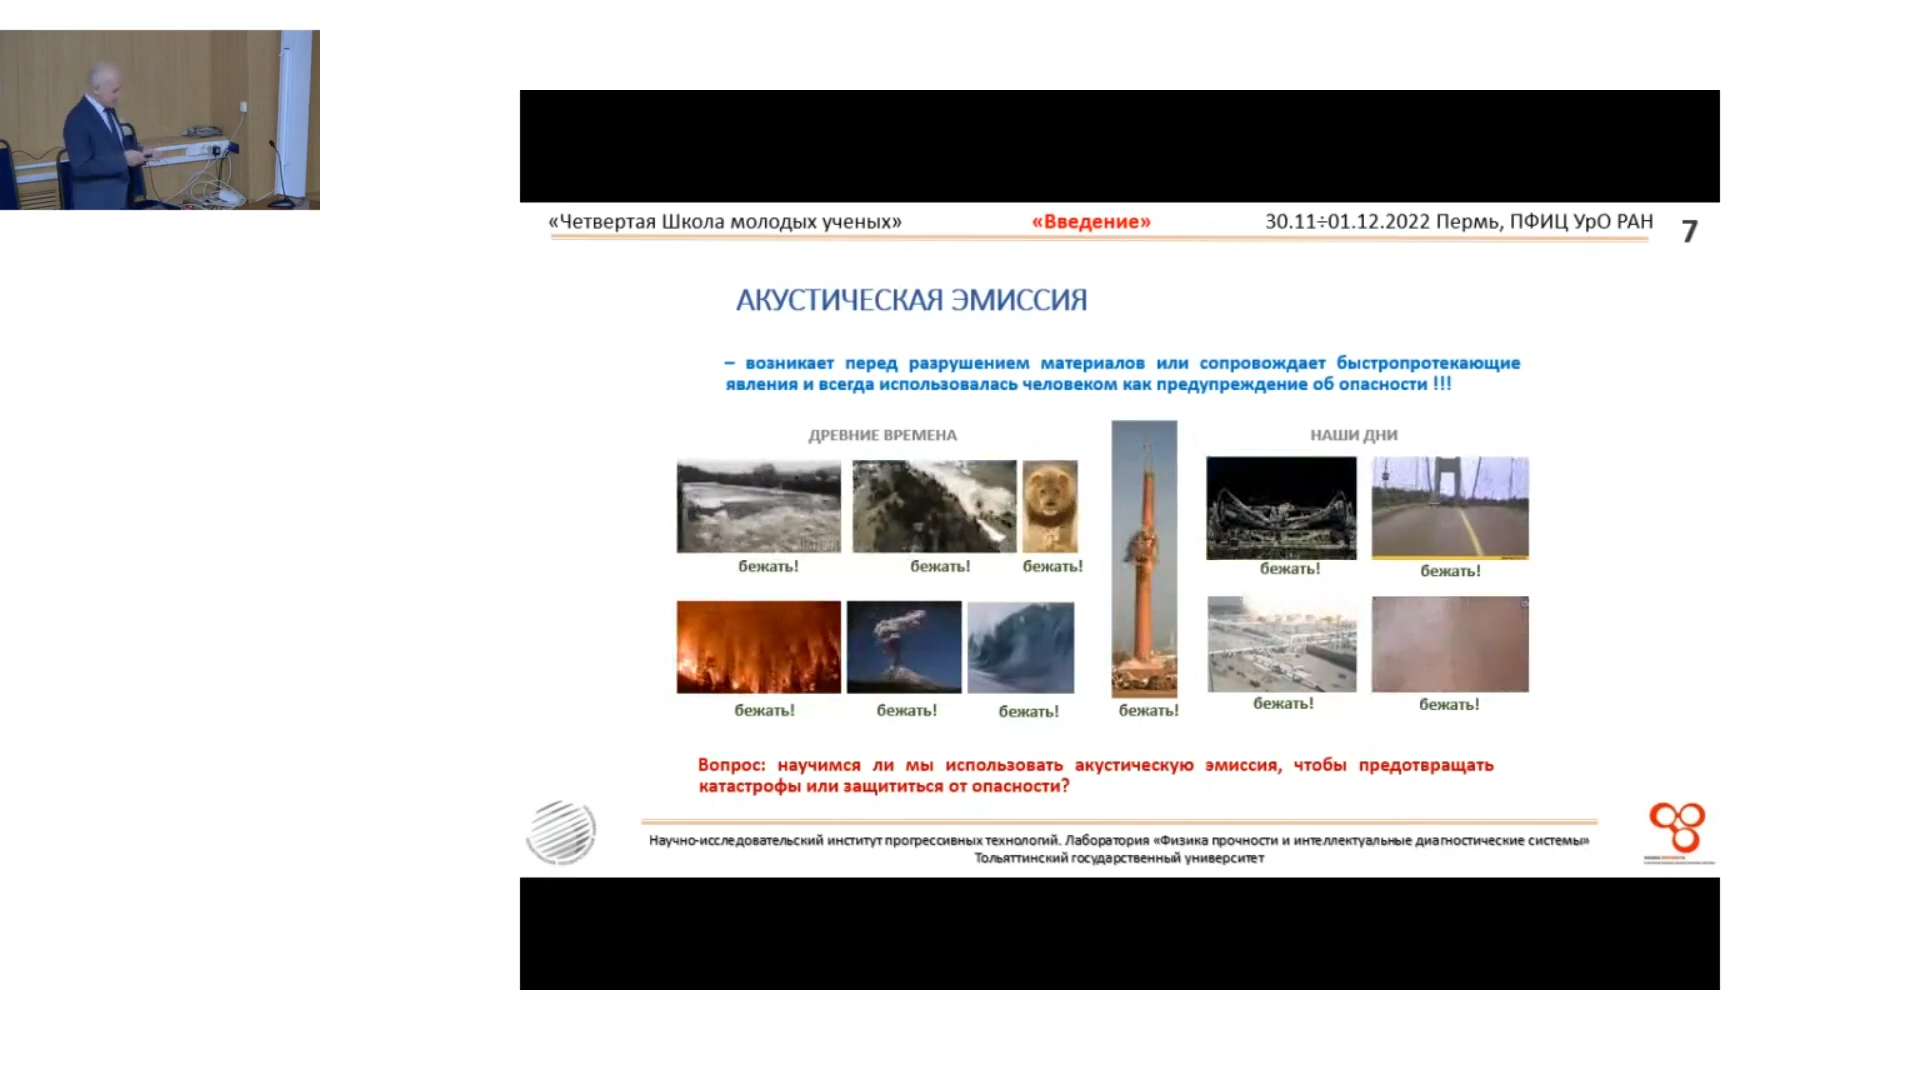 «Четвертая Школа молодых ученых» «Введение» 30.11÷01.12.2022 Пермь, ПФИЦ УрО РАН 7
АКУСТИЧЕСКАЯ ЭМИССИЯ
– возникает перед разрушением материалов или сопровождает быстропротекающие
явления и всегда использовалась человеком как предупреждение об опасности !!!
ДРЕВНИЕ ВРЕМЕНА
НАШИ ДНИ
бежать! бежать! бежать! бежать! бежать!
бежать! бежать! бежать! бежать! бежать! бежать!
Вопрос: научимся ли мы использовать акустическую эмиссия, чтобы предотвращать
катастрофы или защититься от опасности?
Научно-исследовательский институт прогрессивных технологий. Лаборатория «Физика прочности и интеллектуальные диагностические системы»
Тольяттинский государственный университет